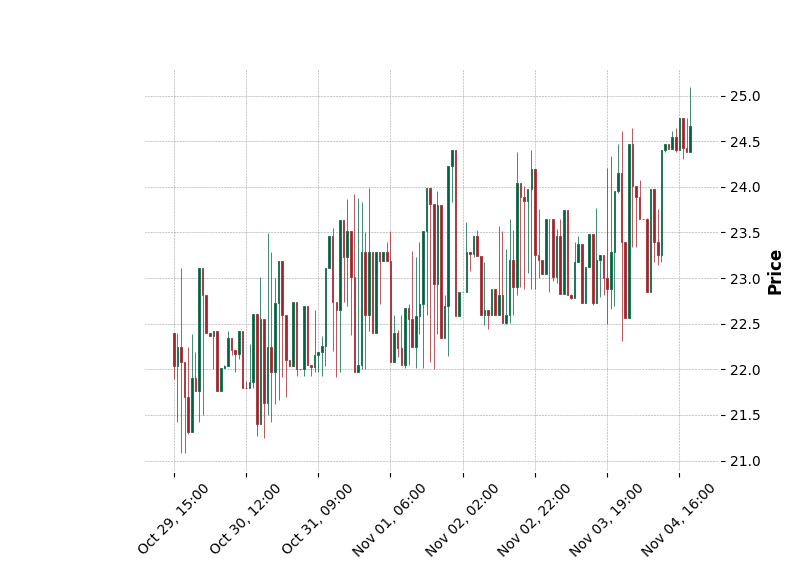 25.0
24.5
24.0
23.5
23.0
22.5
22.0
21.5
21.0
Price
Oct 29, 15:00
Oct 30, 12:00
Oct 31, 09:00
Nov 01, 06:00
Nov 02, 02:00
Nov 02, 22:00
Nov 03, 19:00
Nov 04, 16:00